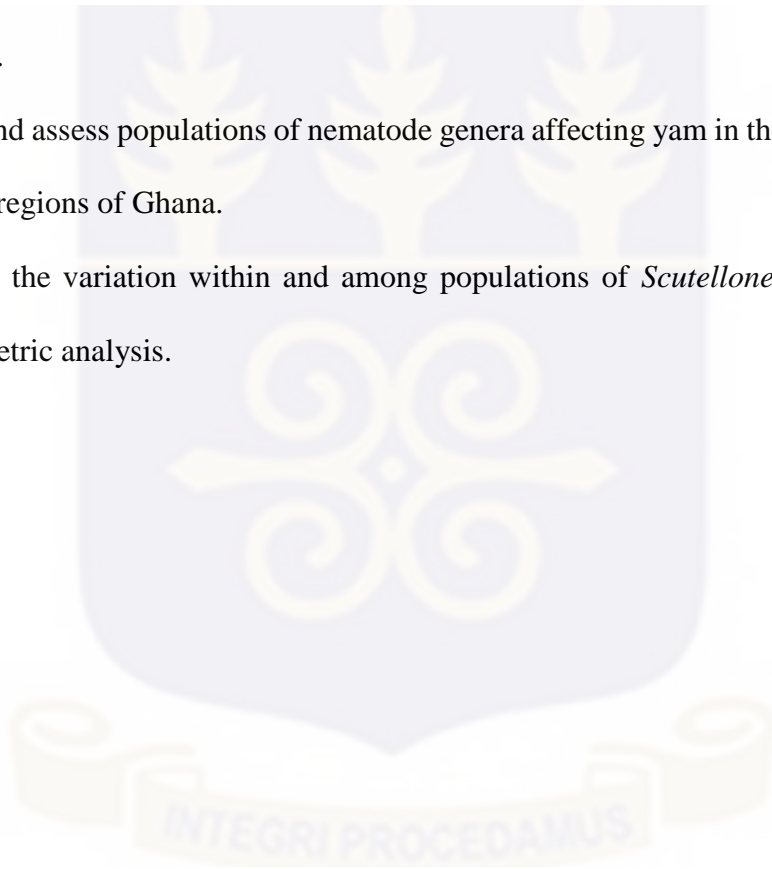 .
nd assess populations of nematode genera affecting yam in th
regions of Ghana.
the variation within and among populations of Scutellone
etric analysis.
INTEGRI PROCEDAMUS